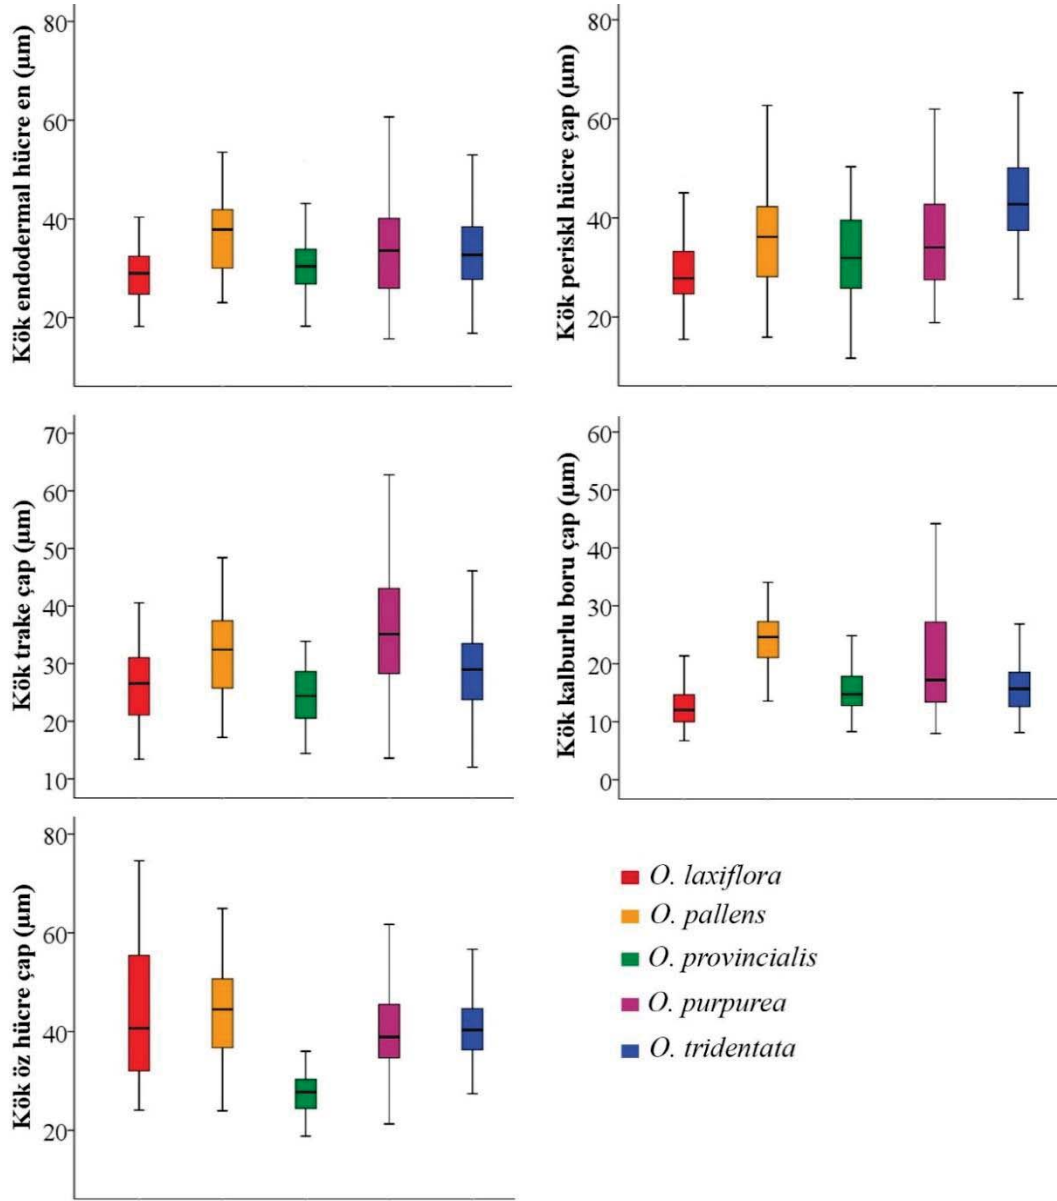 Kök endodermal hücre en (µm)
80
60
40
20
Kök periskl hücre çap (µm)
80
60
40
20
Kök trake çap (µm)
70
60
50
40
30
20
10
Kök kalburlu boru çap (µm)
60
50
40
30
20
10
0
Kök öz hücre çap (µm)
80
60
40
20
O. laxiflora
O. pallens
O. provincialis
O. purpurea
O. tridentata